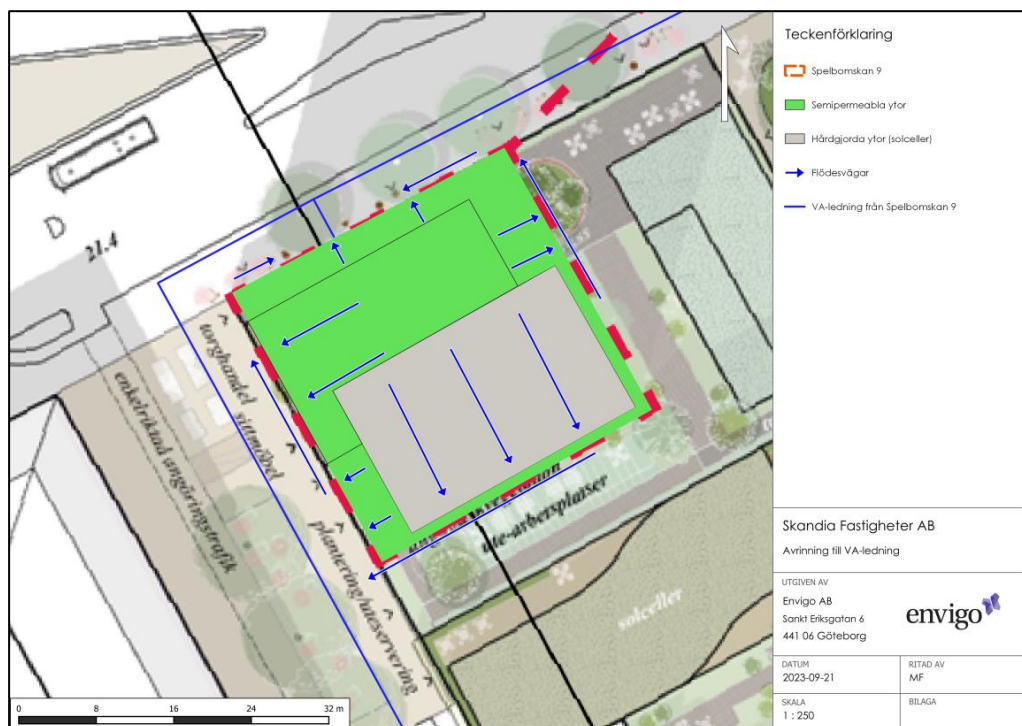 Teckenförklaring
Spelbomskan 9
Semipermeabla ytor
Hårdgjorda ytor (solceller)
Flödesvägar
VA-ledning från Spelbomskan 9
D
21.4
torghandel sittmöbel
enkelriktad angöringstrafik
plantering/uteservering
ute-arbetsplatser
solceller
0 8 16 24 32 m
Skandia Fastigheter AB
Avrinning till VA-ledning
UTGIVEN AV
Envigo AB
Sankt Eriksgatan 6
441 06 Göteborg
envigo
DATUM
2023-09-21
RITAD AV
MF
SKALA
1 : 250
BILAGA